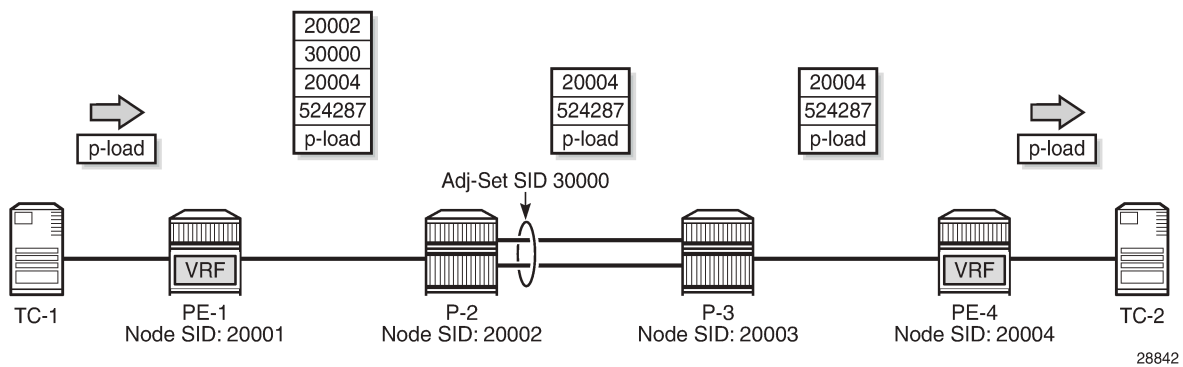 20002
30000
20004
524287
p-load
20004
524287
p-load
20004
524287
p-load
p-load
p-load
Adj-Set SID 30000
VRF
VRF
TC-1
PE-1
Node SID: 20001
P-2
Node SID: 20002
P-3
Node SID: 20003
PE-4
Node SID: 20004
TC-2
28842